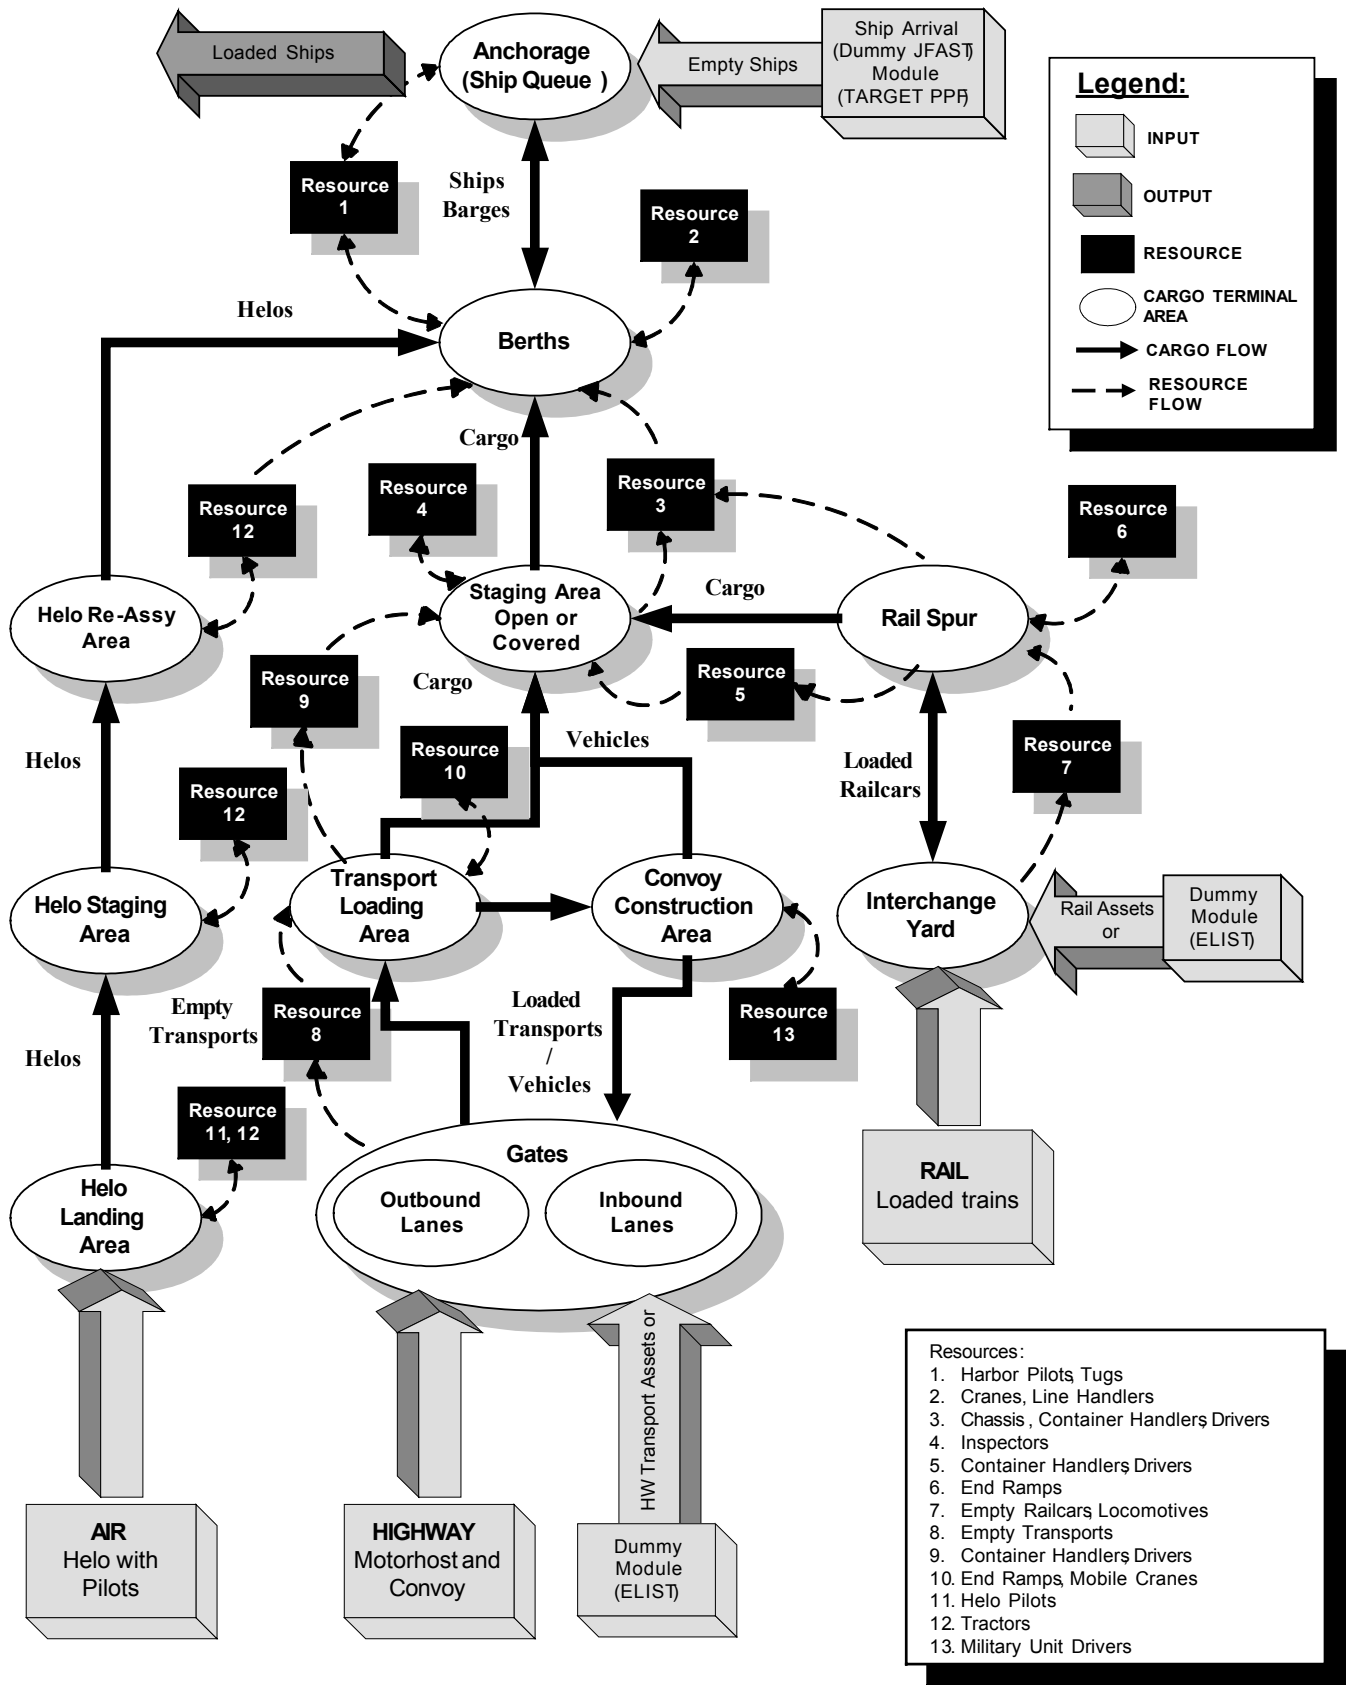 Loaded Ships
Anchorage
(Ship Queue )
Empty Ships
Ship Arrival
(Dummy JFAST)
Module
(TARGET PPF)
Legend:
INPUT
OUTPUT
RESOURCE
CARGO TERMINAL
AREA
CARGO FLOW
RESOURCE
FLOW
Resource
1
Ships
Barges
Resource
2
Helos
Berths
Cargo
Resource
12
Resource
4
Resource
3
Resource
6
Helo Re-Assy
Area
Staging Area
Open or
Covered
Cargo
Rail Spur
Resource
9
Cargo
Resource
5
Helos
Resource
10
Vehicles
Loaded
Railcars
Resource
7
Resource
12
Helo Staging
Area
Transport
Loading
Area
Convoy
Construction
Area
Interchange
Yard
Rail Assets
or
Dummy
Module
(ELIST)
Helos
Empty
Transports
Resource
8
Loaded
Transports
/
Vehicles
Resource
13
Resource
11, 12
Helo
Landing
Area
Gates
Outbound
Lanes
Inbound
Lanes
RAIL
Loaded trains
HW Transport Assets or
AIR
Helo with
Pilots
HIGHWAY
Motorhost and
Convoy
Dummy
Module
(ELIST)
Resources:
1. Harbor Pilots, Tugs
2. Cranes, Line Handlers
3. Chassis , Container Handlers, Drivers
4. Inspectors
5. Container Handlers, Drivers
6. End Ramps
7. Empty Railcars, Locomotives
8. Empty Transports
9. Container Handlers, Drivers
10. End Ramps, Mobile Cranes
11. Helo Pilots
12. Tractors
13. Military Unit Drivers